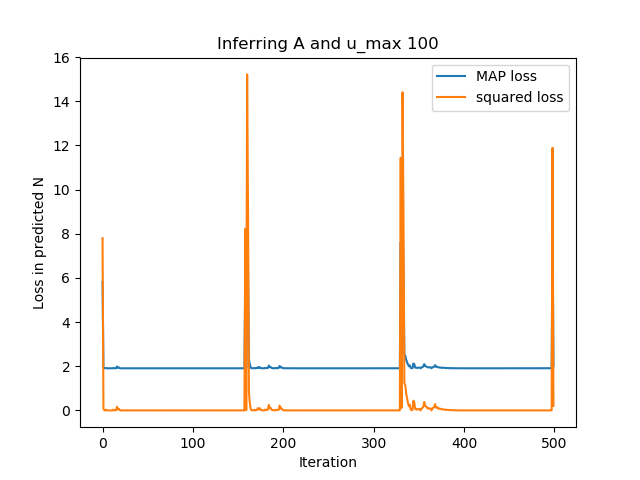 Inferring A and u_max 100
MAP loss
squared loss
Loss in predicted N
16
14
12
10
8
6
4
2
0
0 100 200 300 400 500
Iteration